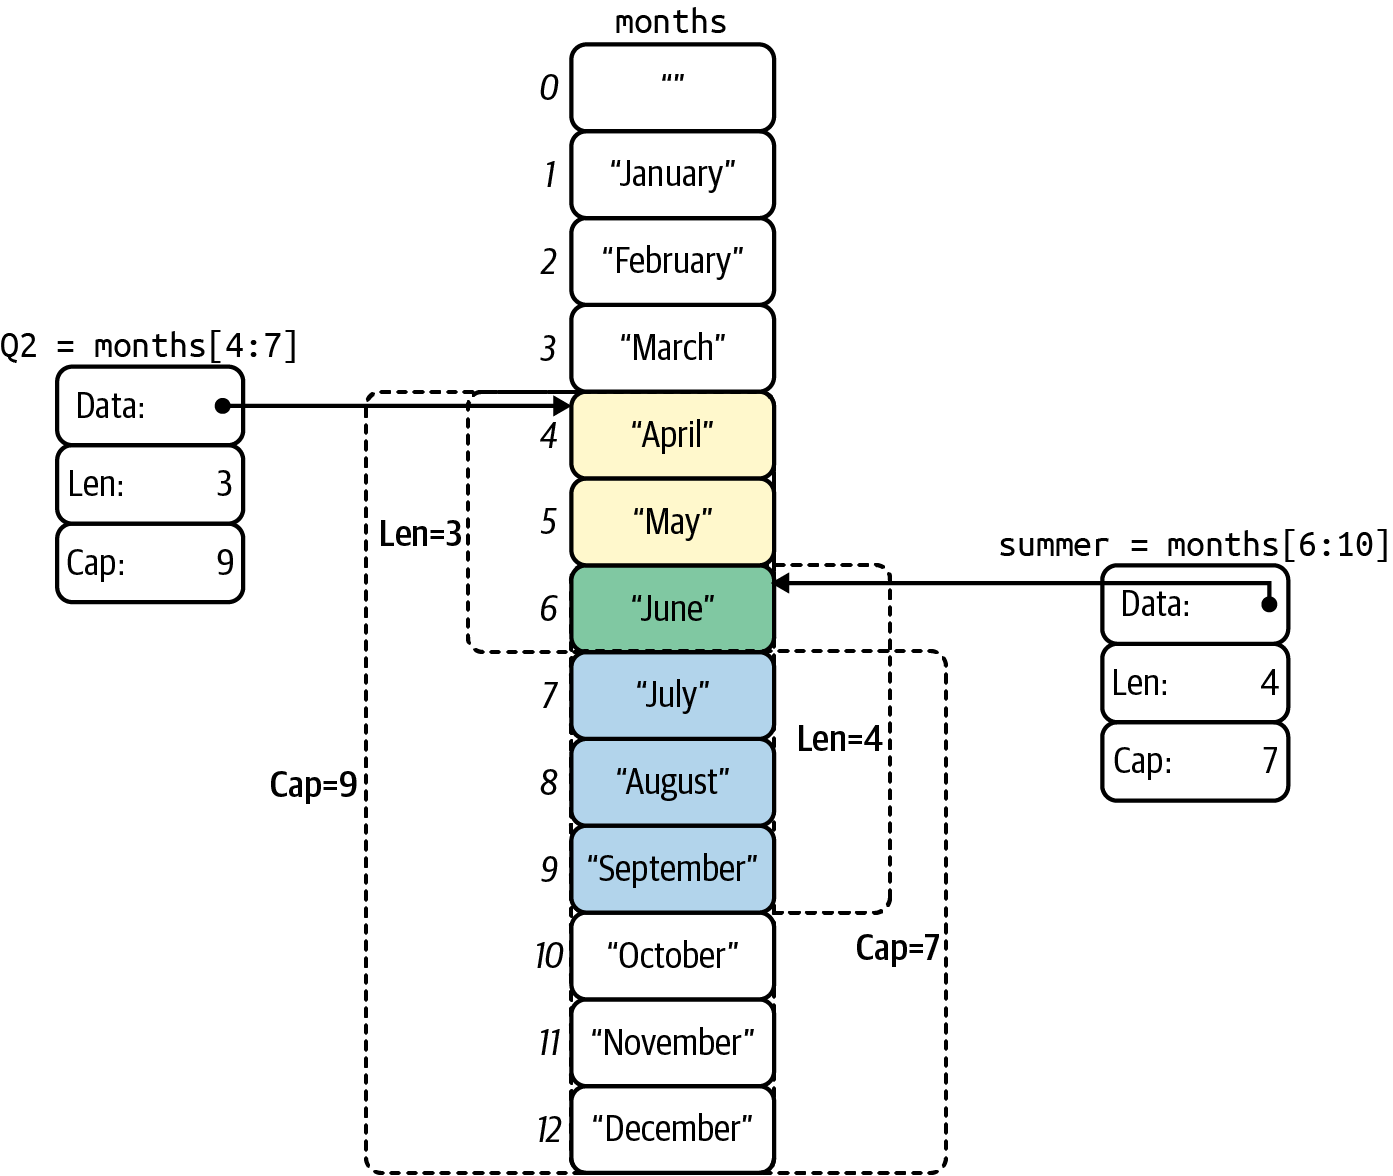 months
0 “”
1 “January”
2 “February”
3 “March”
Q2 = months[4:7]
Data:
Len: 3
Cap: 9
4 “April”
5 “May”
Len=3
6 “June”
summer = months[6:10]
Data:
Len: 4
Cap: 7
7 “July”
Len=4
8 “August”
Cap=9
9 “September”
10 “October”
Cap=7
11 “November”
12 “December”